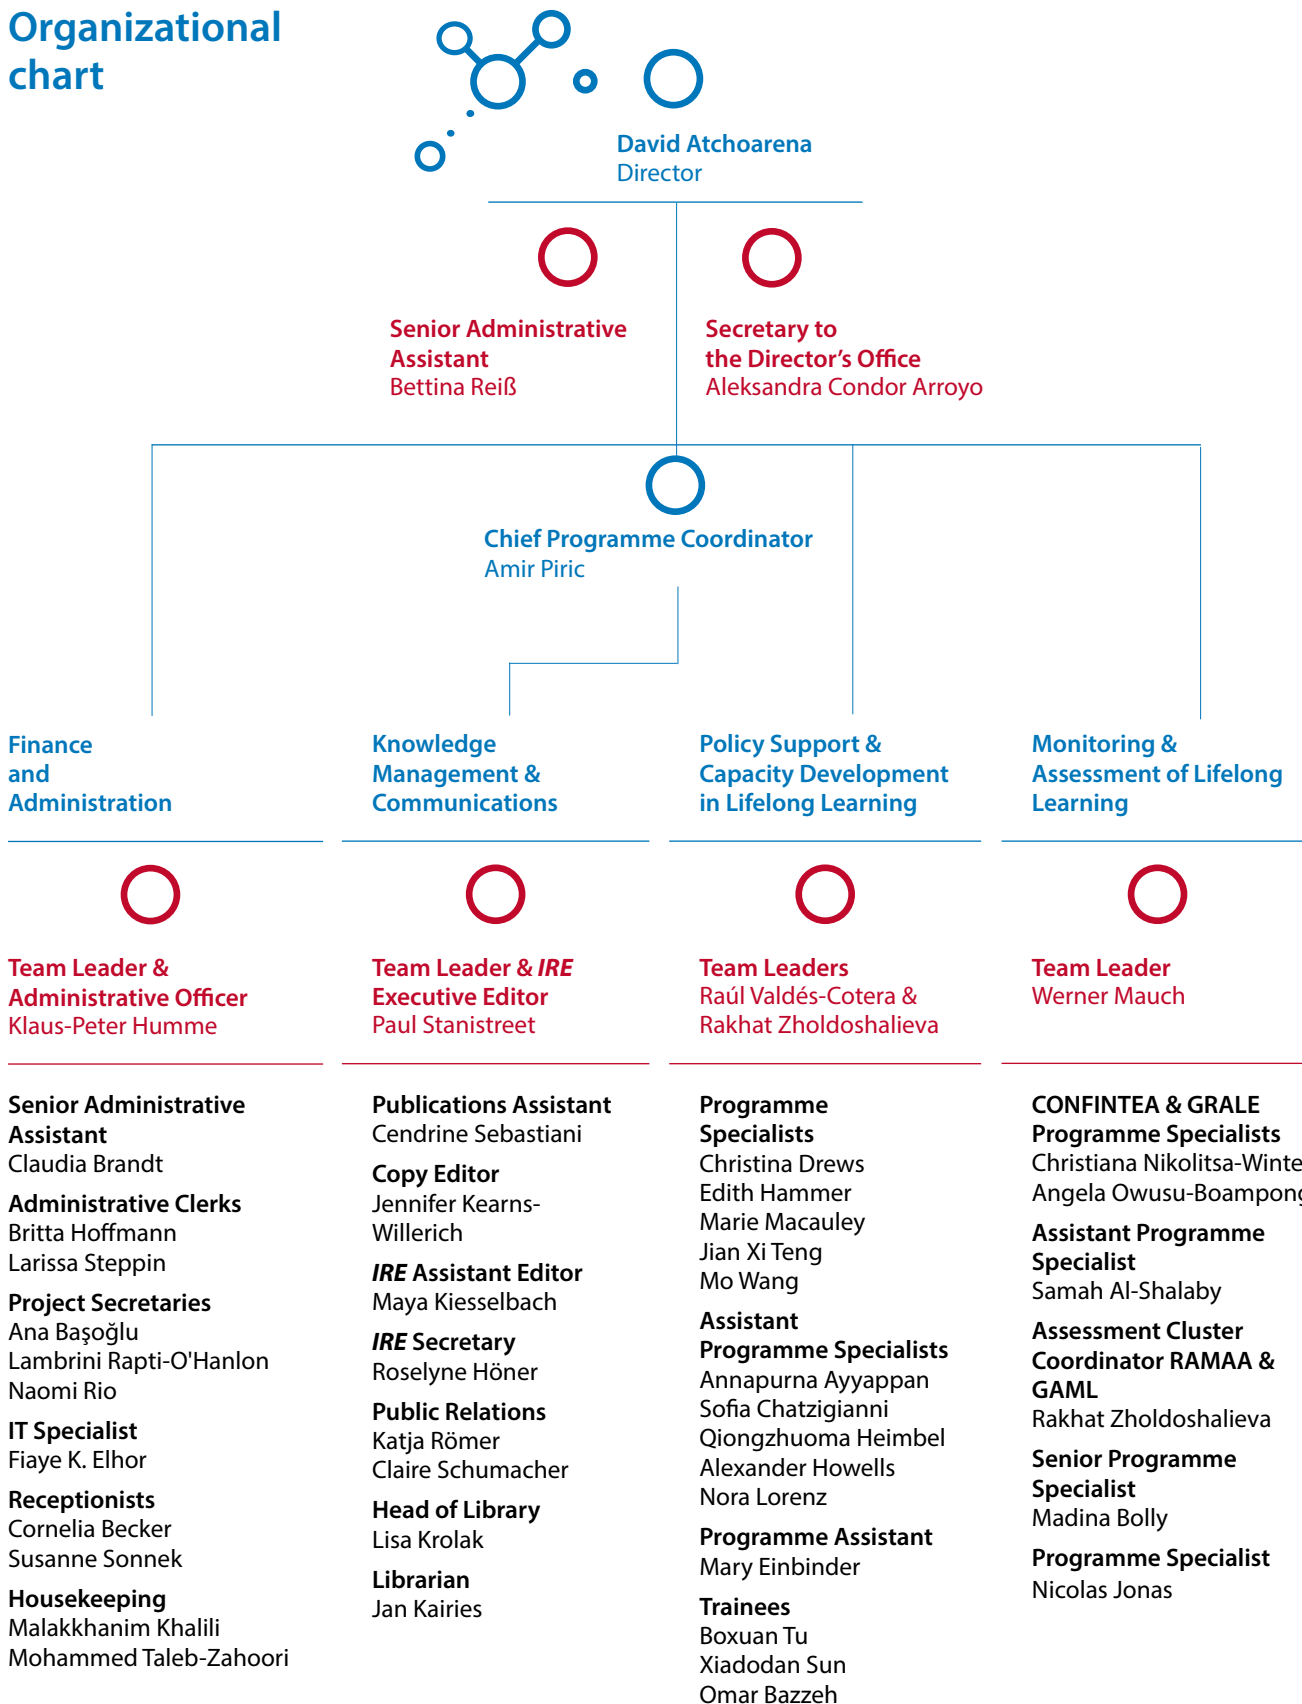 Organizational
chart
David Atchoarena
Director
Senior Administrative
Assistant
Bettina Reiß
Secretary to
the Director's Office
Aleksandra Condor Arroyo
Chief Programme Coordinator
Amir Piric
Finance
and
Administration
Team Leader &
Administrative Officer
Klaus-Peter Humme
Senior Administrative
Assistant
Claudia Brandt
Administrative Clerks
Britta Hoffmann
Larissa Steppin
Project Secretaries
Ana Başoğlu
Lambrini Rapti-O'Hanlon
Naomi Rio
IT Specialist
Fiaye K. Elhor
Receptionists
Cornelia Becker
Susanne Sonnek
Housekeeping
Malakkhanim Khalili
Mohammed Taleb-Zahoori
Knowledge
Management &
Communications
Team Leader & IRE
Executive Editor
Paul Stanistreet
Publications Assistant
Cendrine Sebastiani
Copy Editor
Jennifer Kearns-
Willerich
IRE Assistant Editor
Maya Kiesselbach
IRE Secretary
Roselyne Höner
Public Relations
Katja Römer
Claire Schumacher
Head of Library
Lisa Krolak
Librarian
Jan Kairies
Policy Support &
Capacity Development
in Lifelong Learning
Team Leaders
Raúl Valdés-Cotera &
Rakhat Zholdoshalieva
Programme
Specialists
Christina Drews
Edith Hammer
Marie Macauley
Jian Xi Teng
Mo Wang
Assistant
Programme Specialists
Annapurna Ayyappan
Sofia Chatzigianni
Qiongzhuoma Heimbel
Alexander Howells
Nora Lorenz
Programme Assistant
Mary Einbinder
Trainees
Boxuan Tu
Xiadodan Sun
Omar Bazzeh
Monitoring &
Assessment of Lifelong
Learning
Team Leader
Werner Mauch
CONFINTEA & GRALE
Programme Specialists
Christiana Nikolitsa-Winte
Angela Owusu-Boampong
Assistant Programme
Specialist
Samah Al-Shalaby
Assessment Cluster
Coordinator RAMAA &
GAML
Rakhat Zholdoshalieva
Senior Programme
Specialist
Madina Bolly
Programme Specialist
Nicolas Jonas